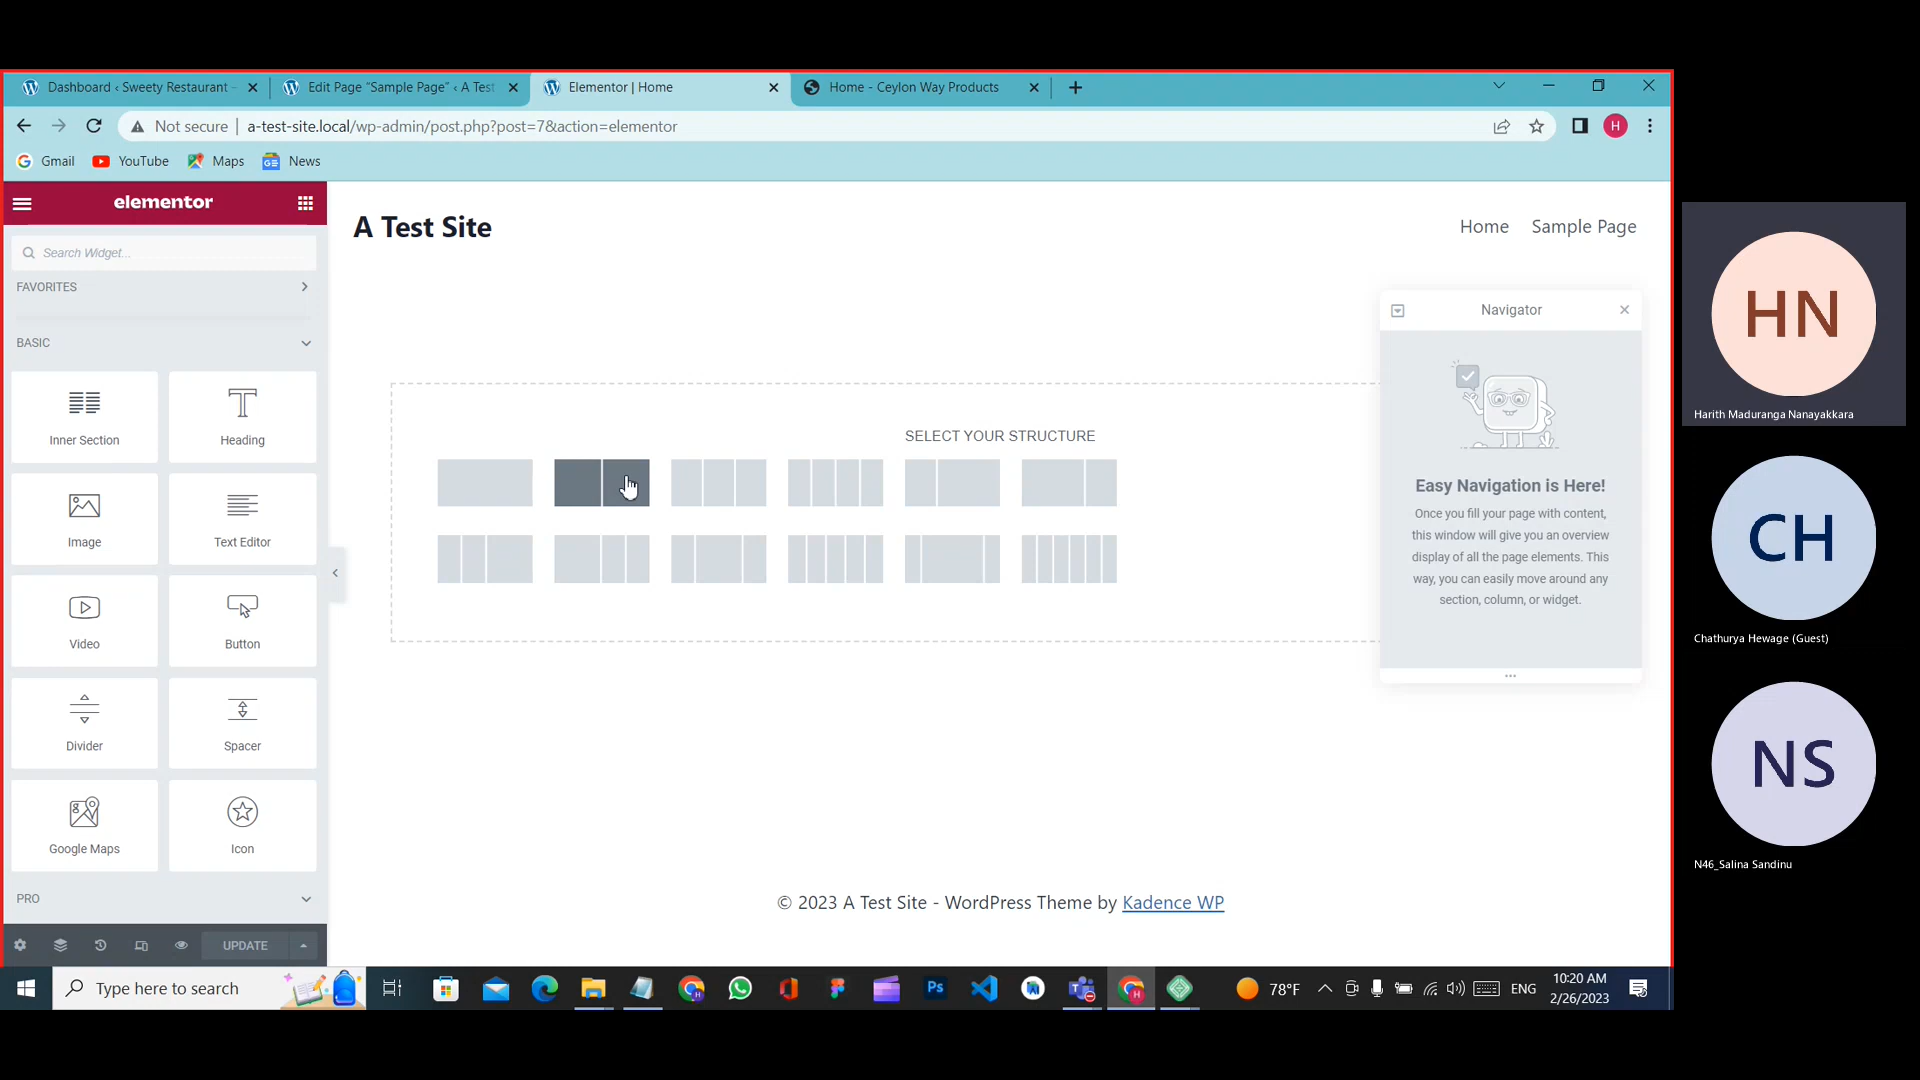 Dashboard ‹ Sweety Restaurant -
Edit Page “Sample Page” ‹ A Test
Elementor | Home
Home - Ceylon Way Products
Not secure
a-test-site.local/wp-admin/post.php?post=7&action=elementor
H
Gmail
YouTube
Maps
News
elementor
A Test Site
Home
Sample Page
Search Widget...
FAVORITES
BASIC
Inner Section
Heading
Image
Text Editor
Video
Button
Divider
Spacer
Google Maps
Icon
PRO
UPDATE
SELECT YOUR STRUCTURE
Navigator
Easy Navigation is Here!
Once you fill your page with content,
this window will give you an overview
display of all the page elements. This
way, you can easily move around any
section, column, or widget.
© 2023 A Test Site - WordPress Theme by Kadence WP
HN
Harith Maduranga Nanayakkara
CH
Chathurya Hewage (Guest)
NS
N46_Salina Sandinu
Type here to search
Ps
78°F
ENG
10:20 AM
2/26/2023